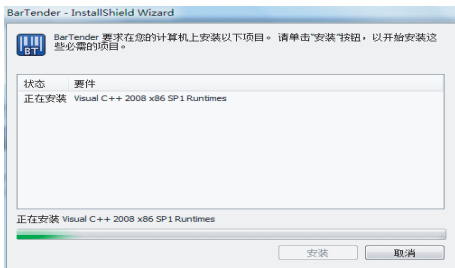 BarTender - InstallShield Wizard
BarTender 要求在您的计算机上安装以下项目。 请单击"安装"按钮，以开始安装这
些必需的项目。
BT
状态 要件
正在安装 Visual C++ 2008 x86 SP1 Runtimes
正在安装 Visual C++ 2008 x86 SP1 Runtimes
安装 取消